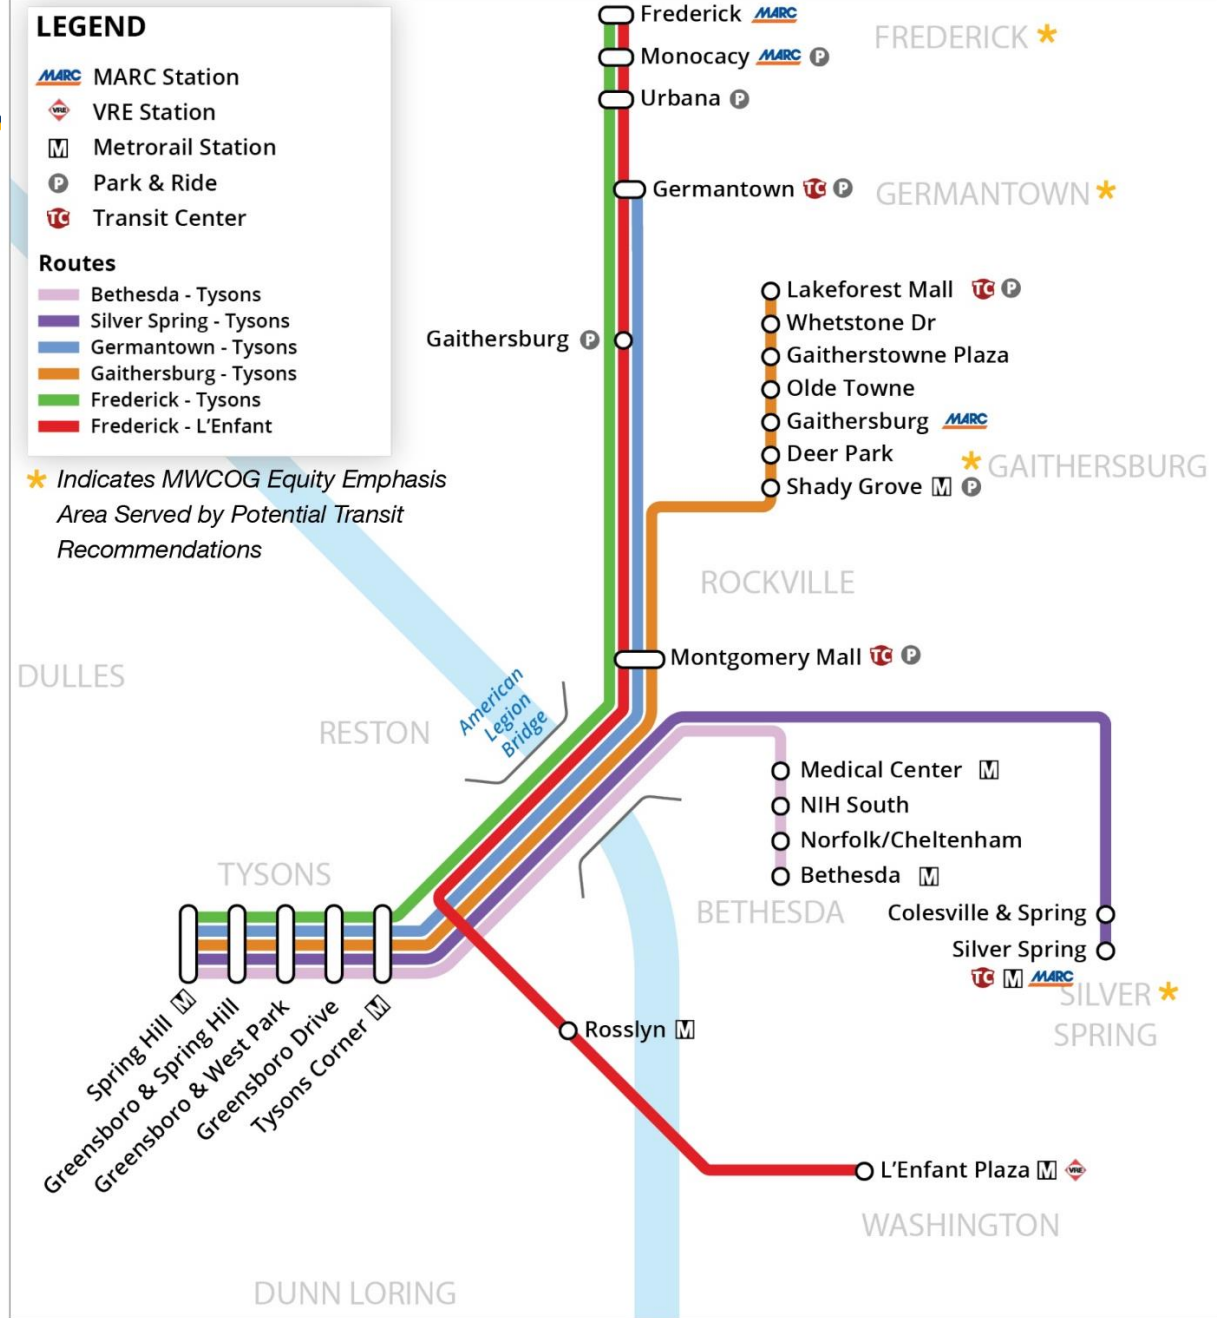 LEGEND
MARC MARC Station
VRE VRE Station
M Metrorail Station
P Park & Ride
TC Transit Center
Routes
Bethesda - Tysons
Silver Spring - Tysons
Germantown - Tysons
Gaithersburg - Tysons
Frederick - Tysons
Frederick - L'Enfant
* Indicates MWCOG Equity Emphasis
Area Served by Potential Transit
Recommendations
Frederick MARC
Monocacy MARC P
Urbana P
FREDERICK *
Germantown TC P
GERMANTOWN *
Gaithersburg P
Lakeforest Mall TC P
Whetstone Dr
Gaitherstowne Plaza
Olde Towne
Gaithersburg MARC
Deer Park
Shady Grove M P
* GAITHERSBURG
ROCKVILLE
Montgomery Mall TC P
DULLES
RESTON
American
Legion
Bridge
Medical Center M
NIH South
Norfolk/Cheltenham
Bethesda M
BETHESDA
Colesville & Spring
Silver Spring
TC M MARC
SILVER *
SPRING
TYSONS
Spring Hill M
Greensboro & Spring Hill
Greensboro & West Park
Greensboro Drive
Tysons Corner M
Rosslyn M
L'Enfant Plaza M VRE
WASHINGTON
DUNN LORING